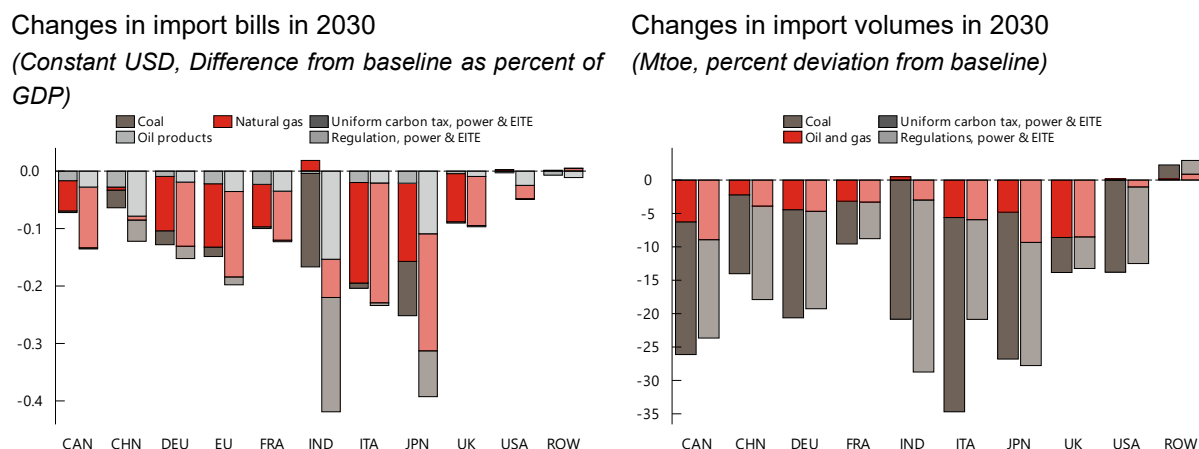 Changes in import bills in 2030
(Constant USD, Difference from baseline as percent of
GDP)
Coal Natural gas Uniform carbon tax, power & EITE
Oil products Regulation, power & EITE
0.0
-0.1
-0.2
-0.3
-0.4
CAN CHN DEU EU FRA IND ITA JPN UK USA ROW
Changes in import volumes in 2030
(Mtoe, percent deviation from baseline)
Coal Uniform carbon tax, power & EITE
Oil and gas Regulations, power & EITE
0
-5
-10
-15
-20
-25
-30
-35
CAN CHN DEU FRA IND ITA JPN UK USA ROW